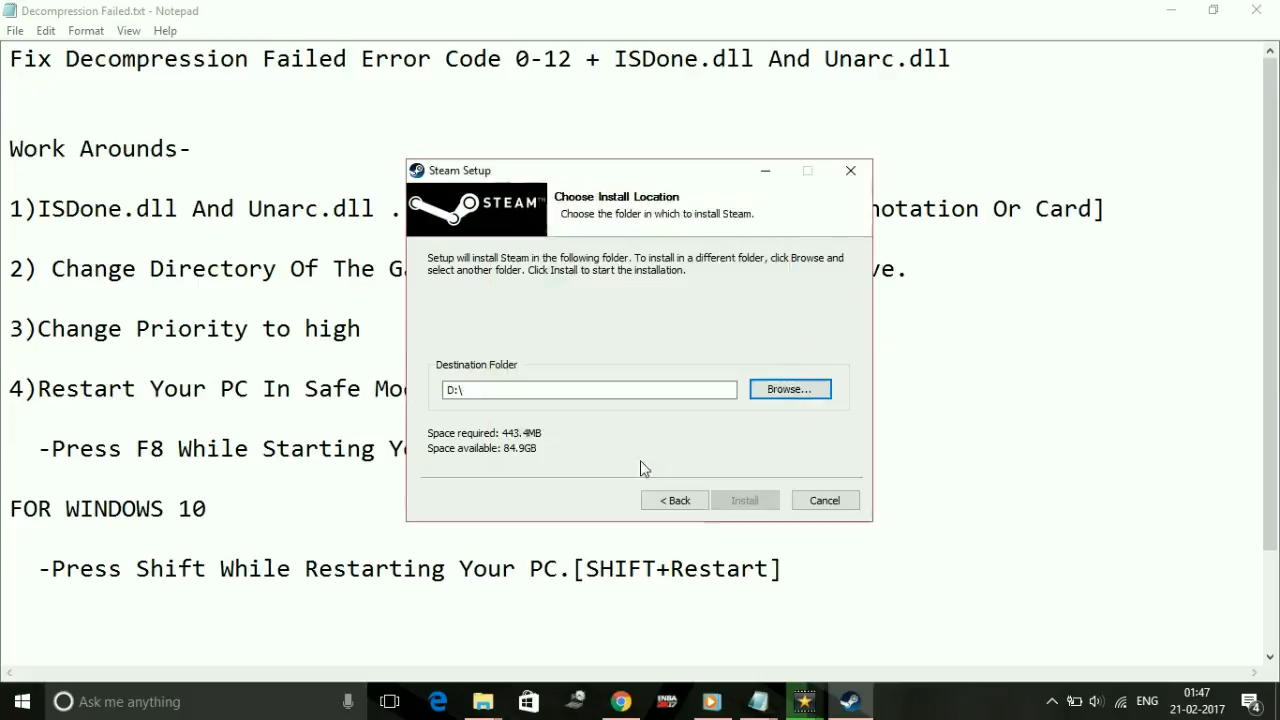 Decompression Failed.txt - Notepad
File Edit Format View Help
Fix Decompression Failed Error Code 0-12 + ISDone.dll And Unarc.dll
Work Arounds-
1)ISDone.dll And Unarc.dll . notation Or Card]
2) Change Directory Of The G ve.
3)Change Priority to high
4)Restart Your PC In Safe Mo
-Press F8 While Starting Y
FOR WINDOWS 10
-Press Shift While Restarting Your PC.[SHIFT+Restart]
Steam Setup
STEAM™
Choose Install Location
Choose the folder in which to install Steam.
Setup will install Steam in the following folder. To install in a different folder, click Browse and
select another folder. Click Install to start the installation.
Destination Folder
D:\
Browse...
Space required: 443.4MB
Space available: 84.9GB
< Back Install Cancel
Ask me anything
ENG
01:47
21-02-2017
4